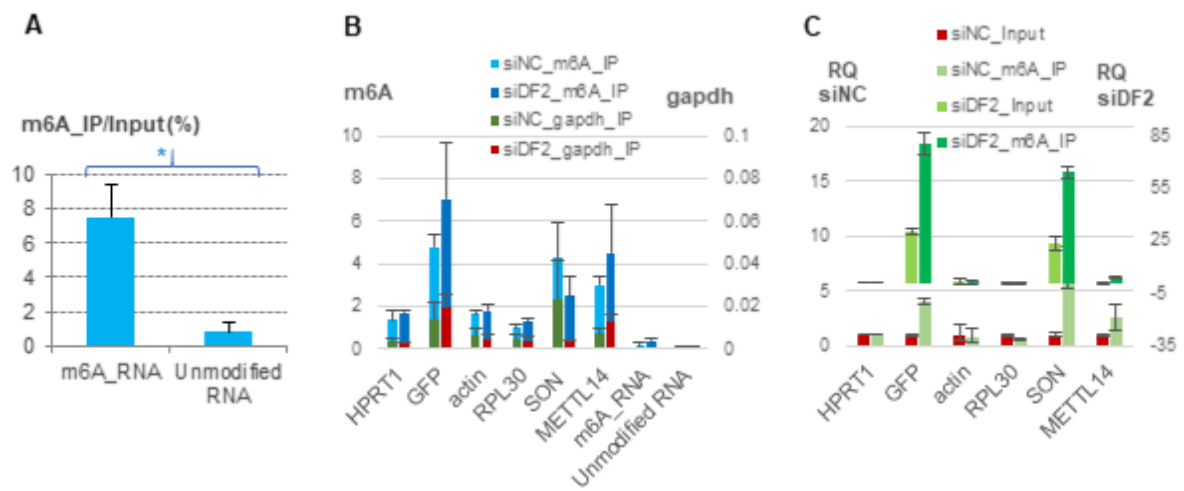 A
m6A_IP/Input(%)
*
10
8
6
4
2
0
m6A_RNA
Unmodified
RNA
B
siNC_m6A_IP
siDF2_m6A_IP
siNC_gapdh_IP
siDF2_gapdh_IP
m6A
gapdh
10
8
6
4
2
0
0.1
0.08
0.06
0.04
0.02
0
HPRT1
GFP
actin
RPL30
SON
METTL14
m6A_RNA
Unmodified RNA
C
siNC_Input
siNC_m6A_IP
siDF2_Input
siDF2_m6A_IP
RQ
siNC
RQ
siDF2
20
15
10
5
0
85
55
25
-5
-35
HPRT1
GFP
actin
RPL30
SON
METTL14